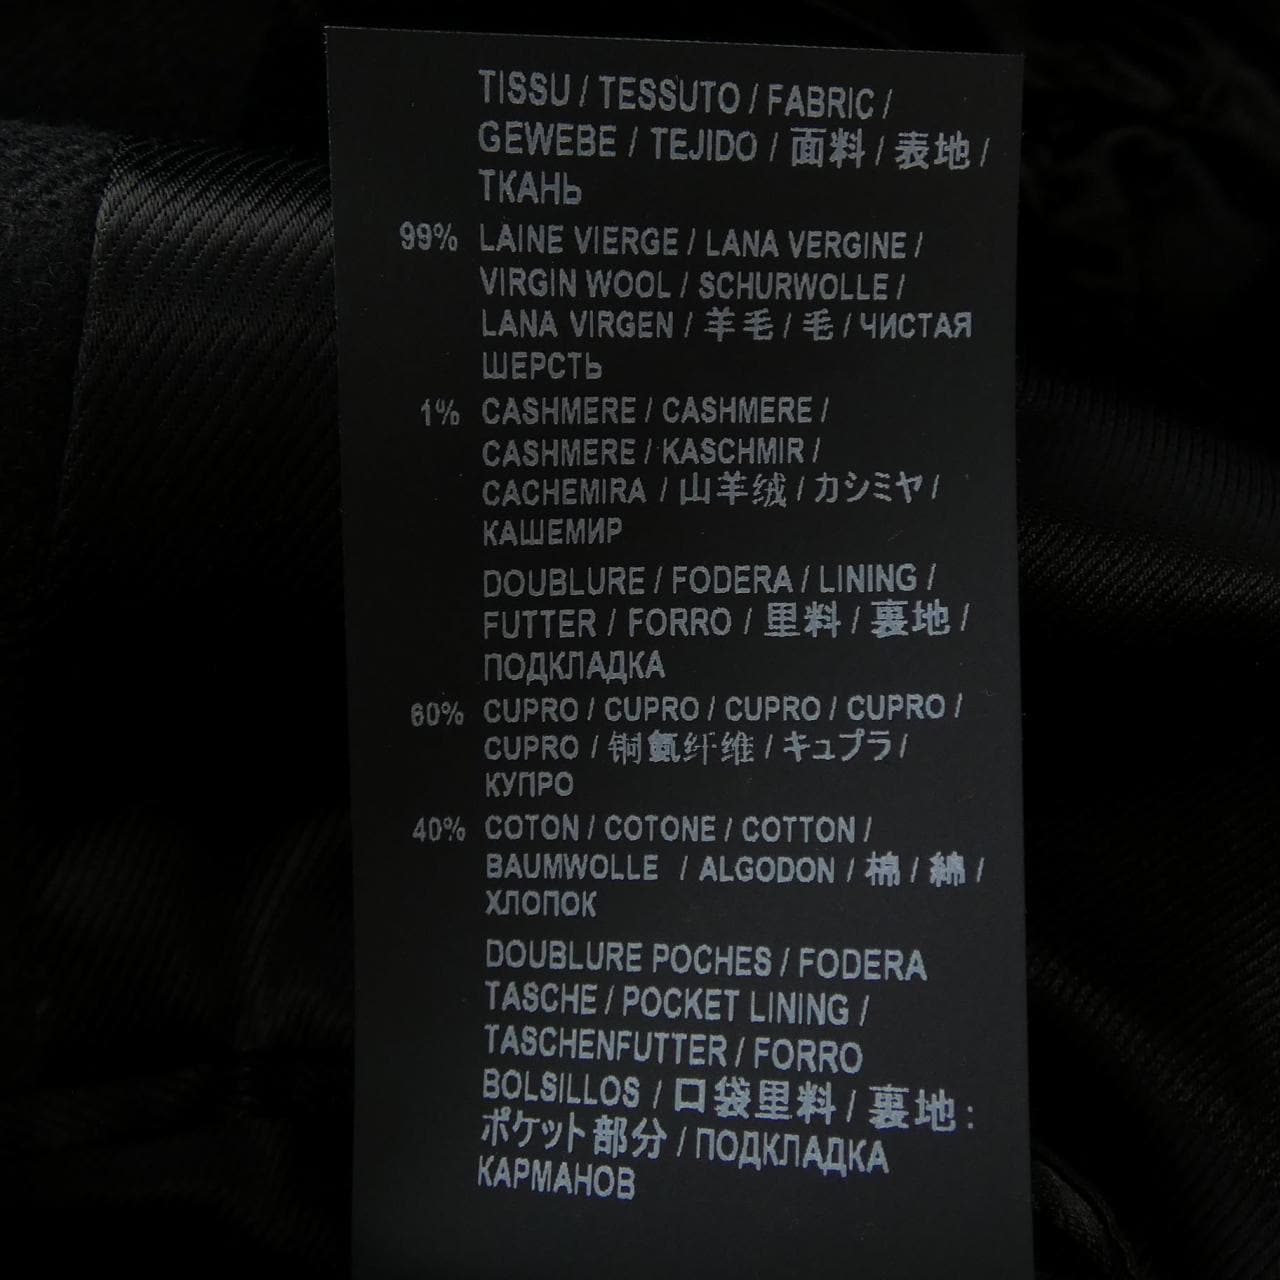 TISSU / TESSUTO / FABRIC /
GEWEBE / TEJIDO / 面料 / 表地 /
ТКАНЬ
99% LAINE VIERGE / LANA VERGINE /
VIRGIN WOOL / SCHURWOLLE /
LANA VIRGEN / 羊毛 / 毛 / ЧИСТАЯ
ШЕРСТЬ
1% CASHMERE / CASHMERE /
CASHMERE / KASCHMIR /
CACHEMIRA / 山羊绒 / カシミヤ /
КАШЕМИР
DOUBLURE / FODERA / LINING /
FUTTER / FORRO / 里料 / 裏地 /
ПОДКЛАДКА
60% CUPRO / CUPRO / CUPRO / CUPRO /
CUPRO / 铜氨纤维 / キュプラ /
КУПРО
40% COTON / COTONE / COTTON /
BAUMWOLLE / ALGODON / 棉 / 綿 /
ХЛОПОК
DOUBLURE POCHES / FODERA
TASCHE / POCKET LINING /
TASCHENFUTTER / FORRO
BOLSILLOS / 口袋里料 / 裏地:
ポケット部分 / ПОДКЛАДКА
КАРМАНОВ